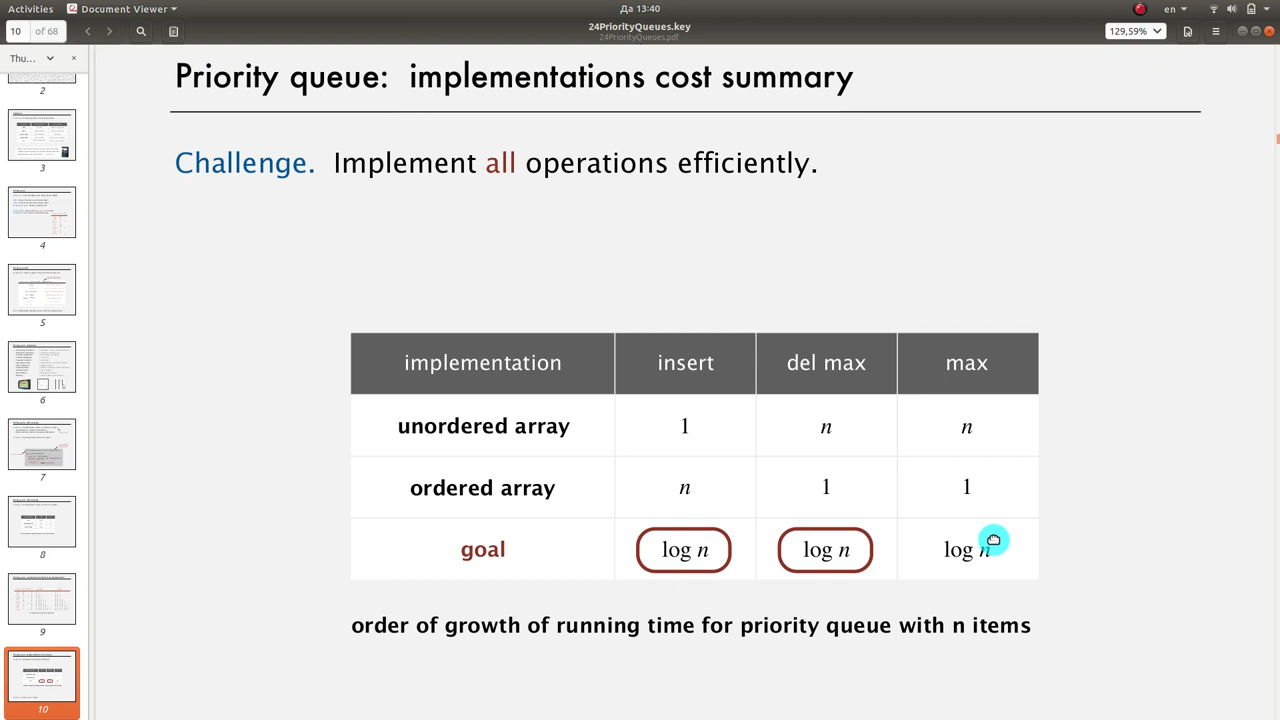 Activities Document Viewer Да 13:40 en
24PriorityQueues.key
24PriorityQueues.pdf
10 of 68 129,59%
Thu...
2
3
4
5
6
7
8
9
10
Priority queue: implementations cost summary
Challenge. Implement all operations efficiently.
implementation insert del max max
unordered array 1 n n
ordered array n 1 1
goal log n log n log n
order of growth of running time for priority queue with n items